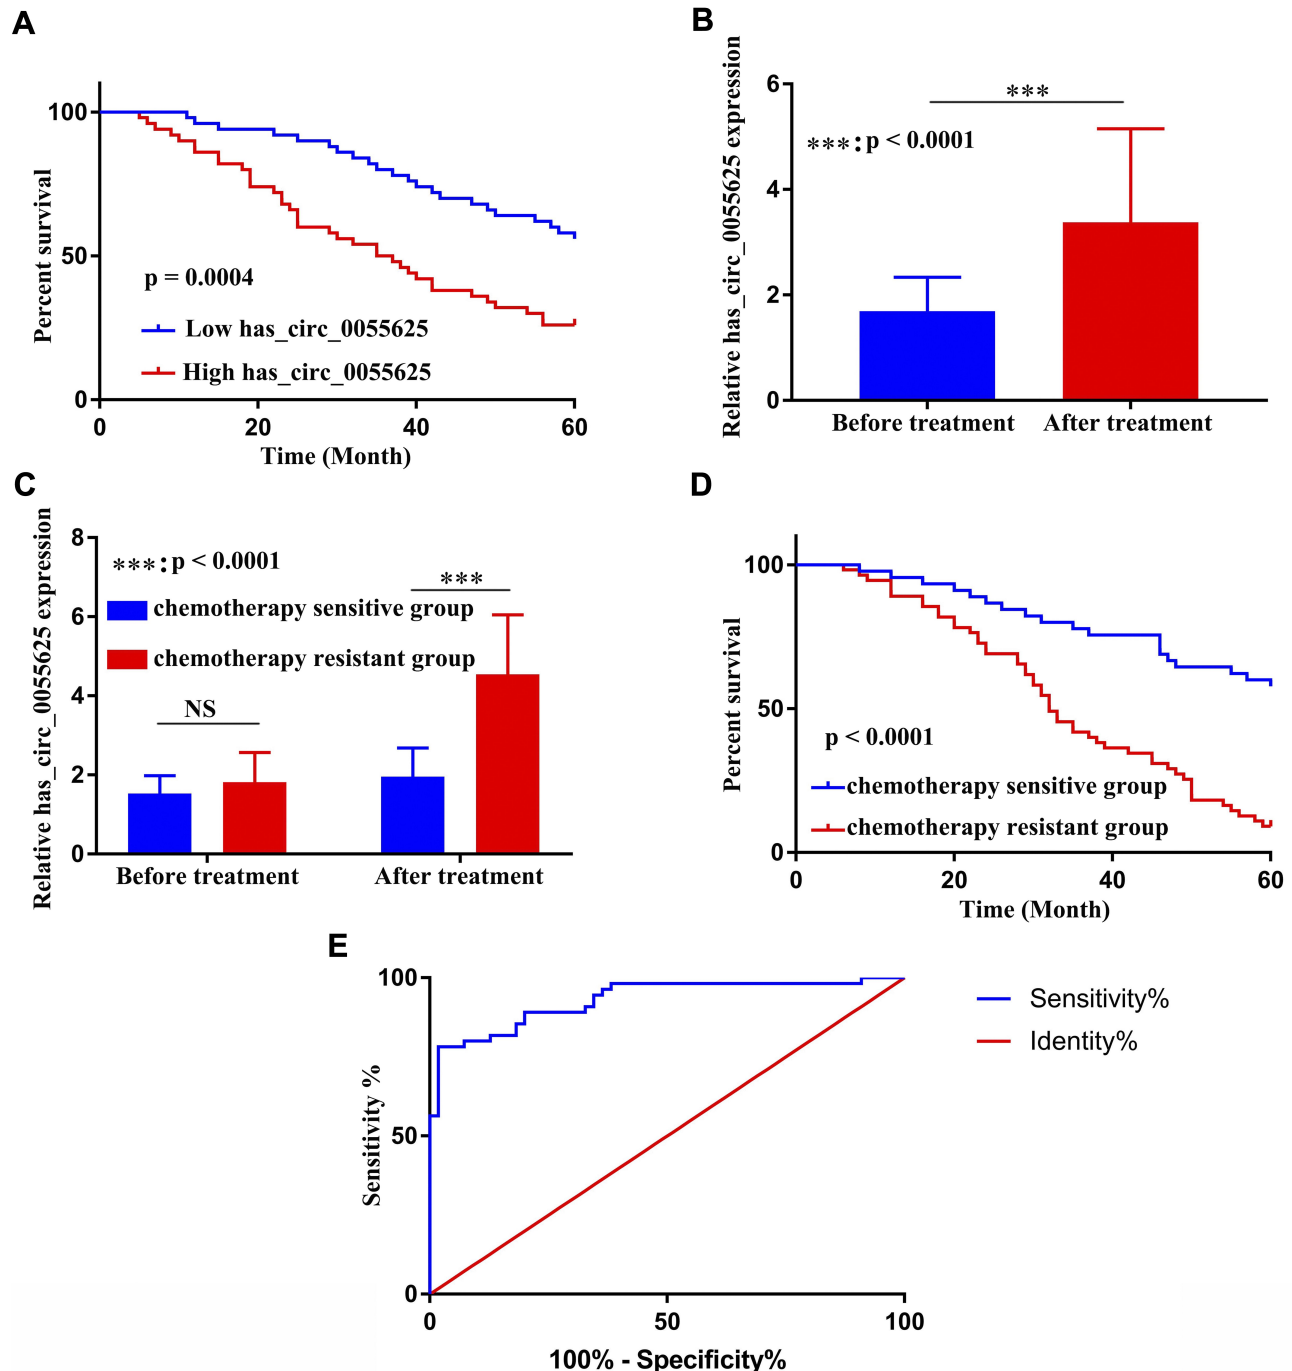 A
Percent survival
100
50
0
p = 0.0004
Low has_circ_0055625
High has_circ_0055625
0 20 40 60
Time (Month)
B
Relative has_circ_0055625 expression
6
4
2
0
***
***: p < 0.0001
Before treatment After treatment
C
Relative has_circ_0055625 expression
8
6
4
2
0
***: p < 0.0001
chemotherapy sensitive group
chemotherapy resistant group
NS
***
Before treatment After treatment
D
Percent survival
100
50
0
p < 0.0001
chemotherapy sensitive group
chemotherapy resistant group
0 20 40 60
Time (Month)
E
Sensitivity %
100
50
0
Sensitivity%
Identity%
0 50 100
100% - Specificity%